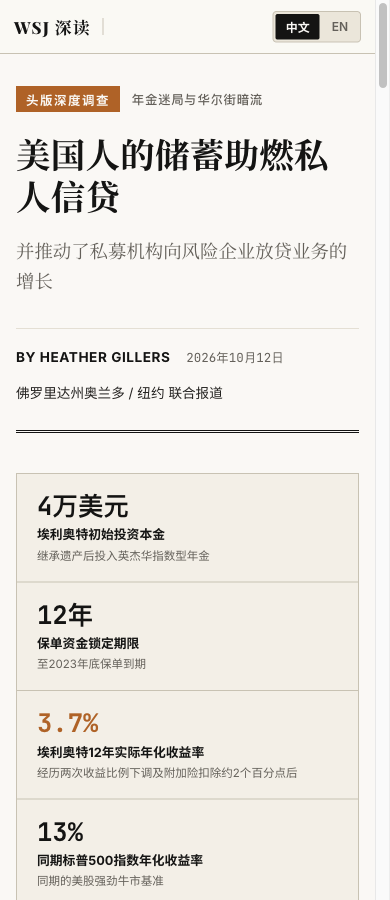 WSJ 深读
中文
EN
头版深度调查
年金迷局与华尔街暗流
美国人的储蓄助燃私
人信贷
并推动了私募机构向风险企业放贷业务的
增长
BY HEATHER GILLERS
2026年10月12日
佛罗里达州奥兰多 / 纽约 联合报道
4万美元
埃利奥特初始投资本金
继承遗产后投入英杰华指数型年金
12年
保单资金锁定期限
至2023年底保单到期
3.7%
埃利奥特12年实际年化收益率
经历两次收益比例下调及附加险扣除约2个百分点后
13%
同期标普500指数年化收益率
同期的美股强劲牛市基准